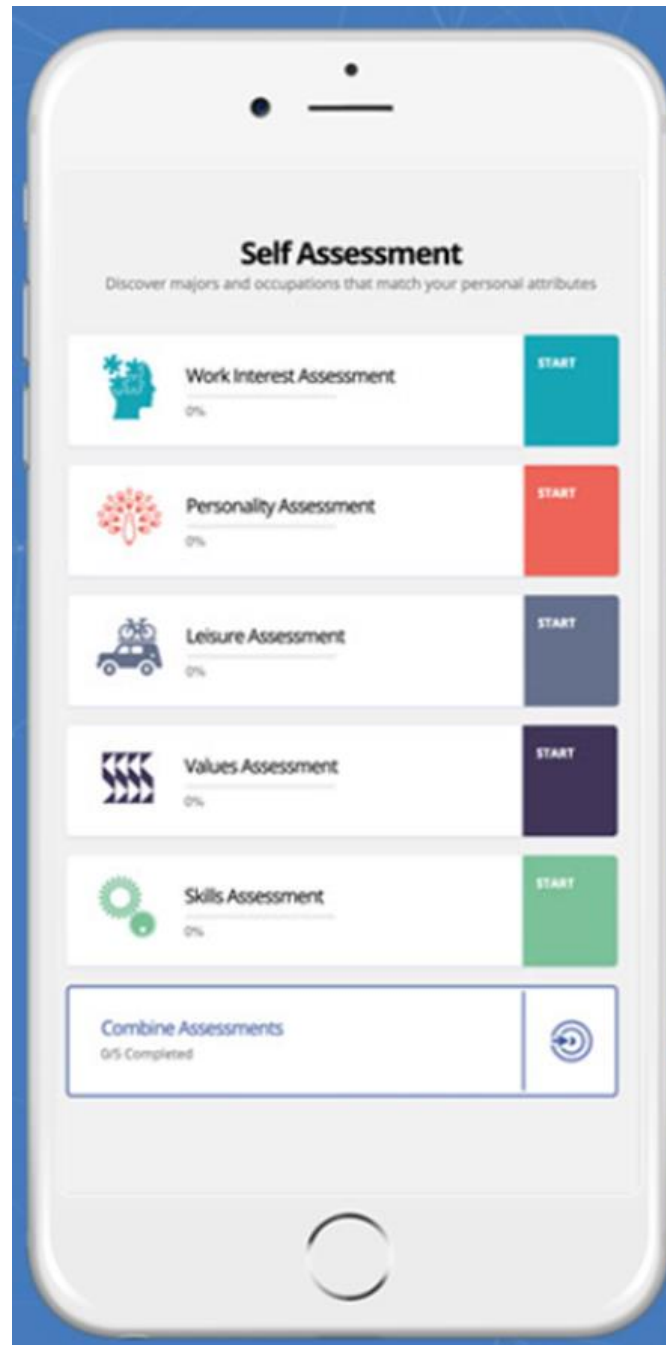 Self Assessment
Discover majors and occupations that match your personal attributes
Work Interest Assessment
START
0%
Personality Assessment
START
0%
Leisure Assessment
START
0%
Values Assessment
START
0%
Skills Assessment
START
0%
Combine Assessments
0/5 Completed